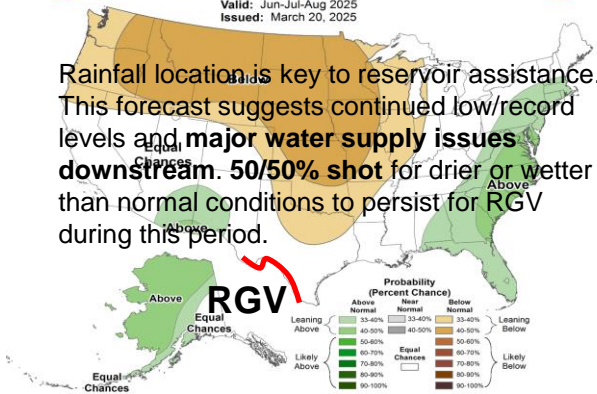 Valid: Jun-Jul-Aug 2025
Issued: March 20, 2025
Rainfall location is key to reservoir assistance.
This forecast suggests continued low/record
levels and major water supply issues
downstream. 50/50% shot for drier or wetter
than normal conditions to persist for RGV
during this period.
Below
Equal
Chances
Above
Above
Above
RGV
Equal
Chances
Equal
Chances
Probability
(Percent Chance)
Above Normal
Near Normal
Below Normal
Leaning Above
33-40% 33-40% 33-40%
40-50% 40-50% 40-50%
Leaning Below
Likely Above
50-60% 50-60%
60-70% 60-70%
70-80% 70-80%
80-90% 80-90%
90-100% 90-100%
Equal Chances
Likely Below